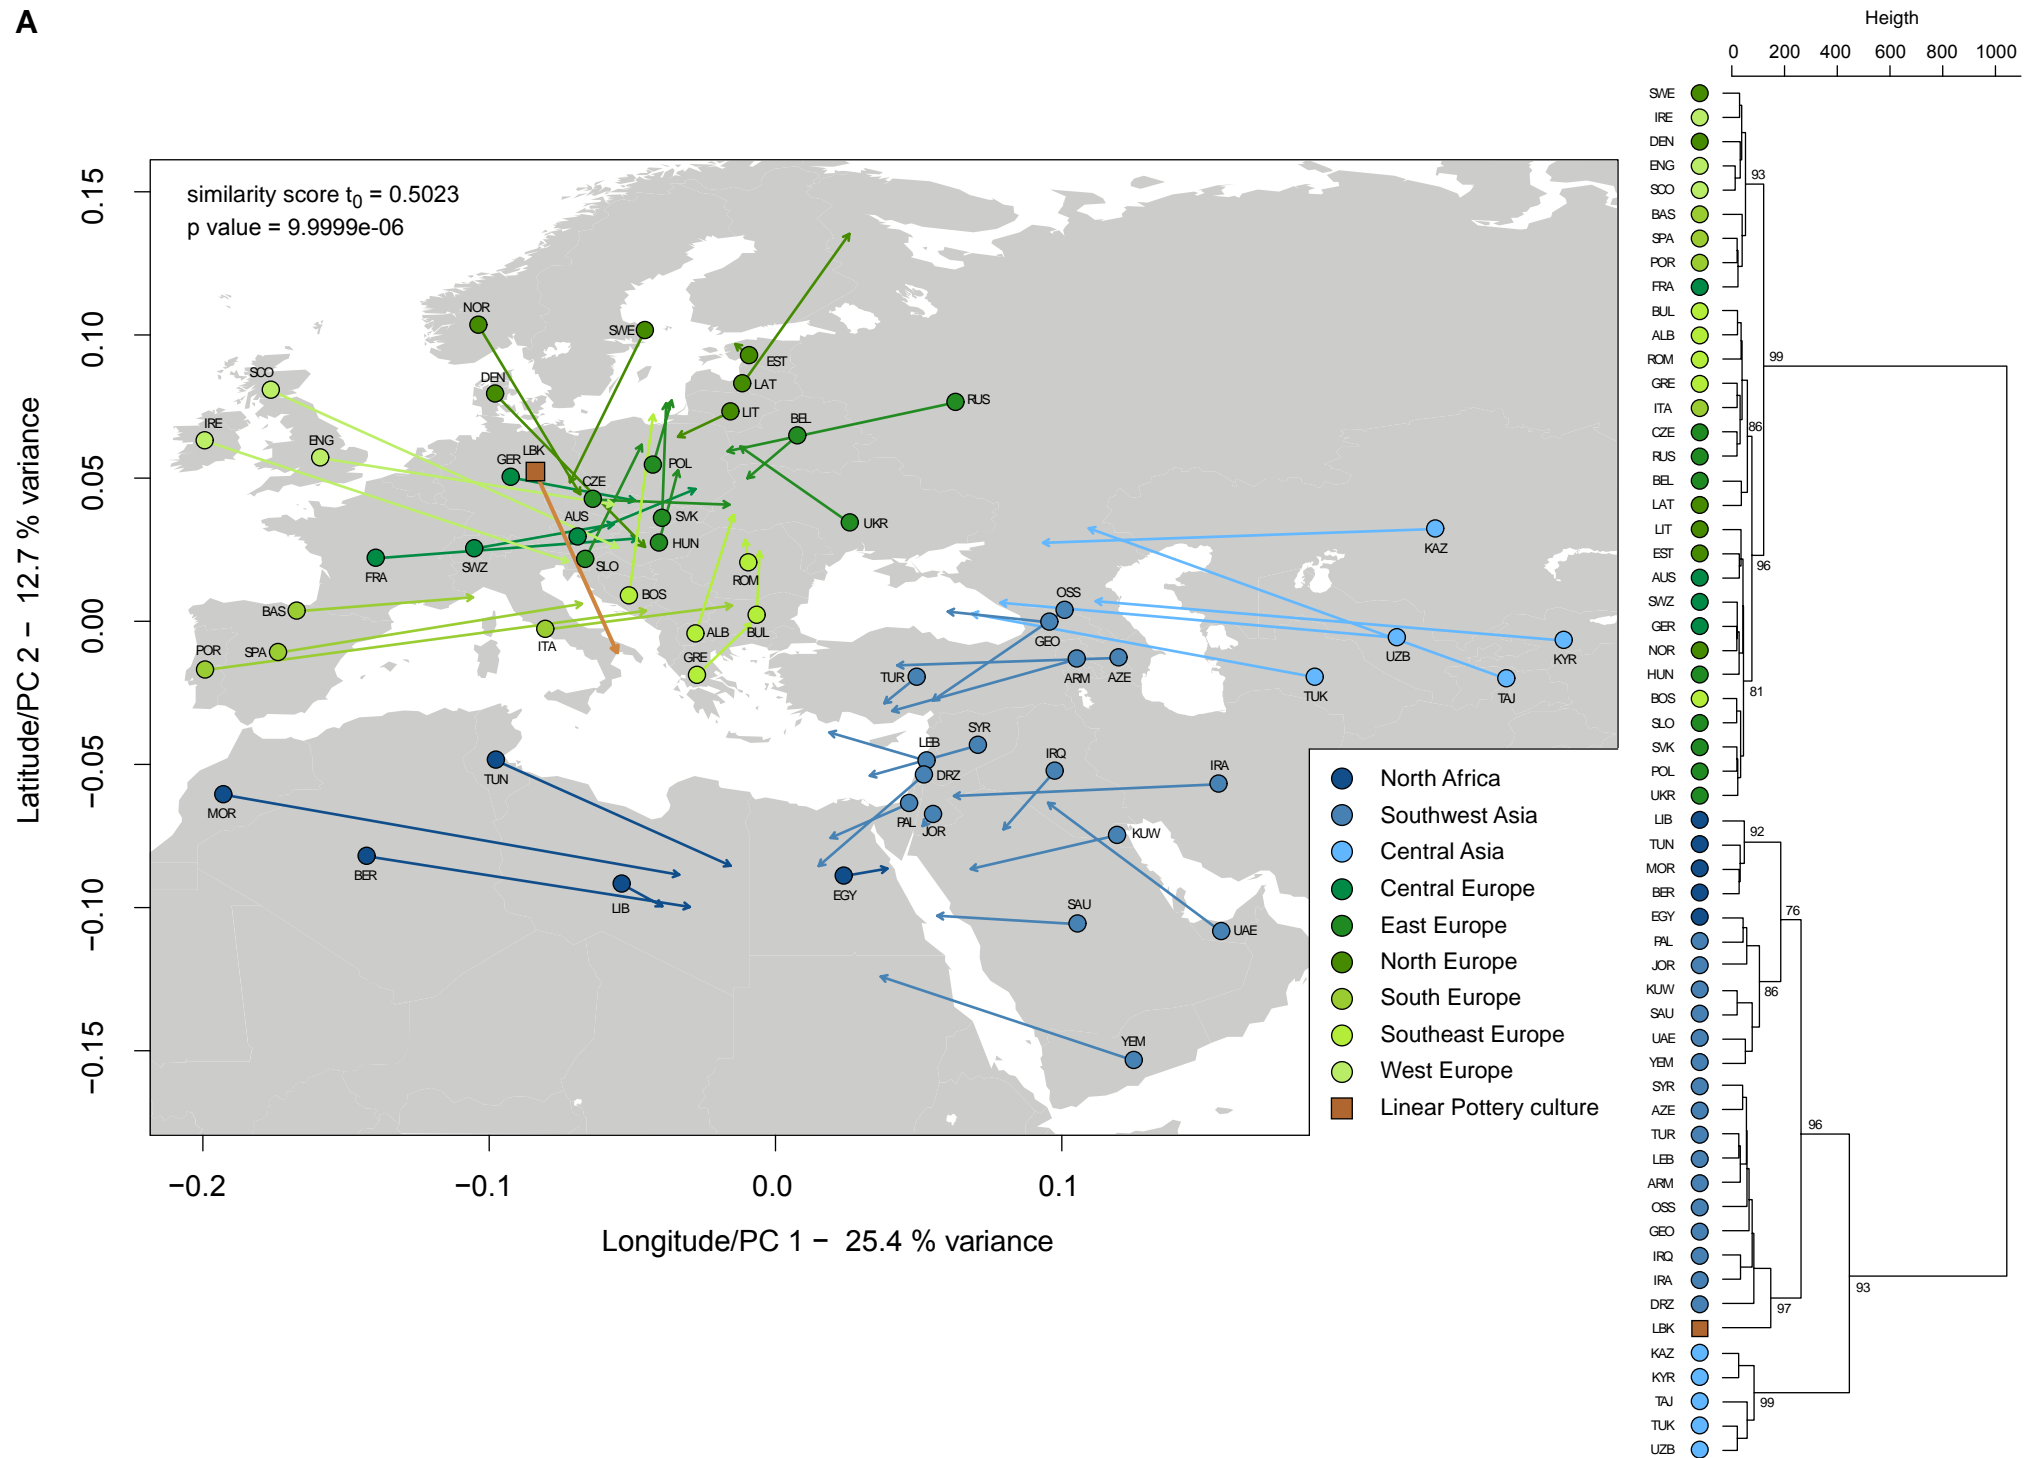 A
Heigth
0 200 400 600 800 1000
similarity score t0 = 0.5023
p value = 9.9999e-06
Latitude/PC 2 − 12.7 % variance
0.15
0.10
0.05
0.00
−0.05
−0.10
−0.15
−0.2 −0.1 0.0 0.1
Longitude/PC 1 − 25.4 % variance
NOR
SWE
EST
LAT
LIT
DEN
SCO
IRE
ENG
LBK
GER
CZE
POL
BEL
RUS
UKR
AUS
SVK
HUN
SLO
FRA
SWZ
BAS
BOS
ROM
SPA
POR
ITA
ALB
BUL
GRE
KAZ
OSS
GEO
UZB
KYR
TUR
ARM
AZE
TUK
TAJ
SYR
LEB
DRZ
IRQ
IRA
TUN
MOR
PAL
JOR
KUW
BER
LIB
EGY
SAU
UAE
YEM
North Africa
Southwest Asia
Central Asia
Central Europe
East Europe
North Europe
South Europe
Southeast Europe
West Europe
Linear Pottery culture
SWE
IRE
DEN
ENG
SCO
BAS
SPA
POR
FRA
BUL
ALB
ROM
GRE
ITA
CZE
RUS
BEL
LAT
LIT
EST
AUS
SWZ
GER
NOR
HUN
BOS
SLO
SVK
POL
UKR
LIB
TUN
MOR
BER
EGY
PAL
JOR
KUW
SAU
UAE
YEM
SYR
AZE
TUR
LEB
ARM
OSS
GEO
IRQ
IRA
DRZ
LBK
KAZ
KYR
TAJ
TUK
UZB
93
99
86
96
81
92
76
86
96
93
97
99